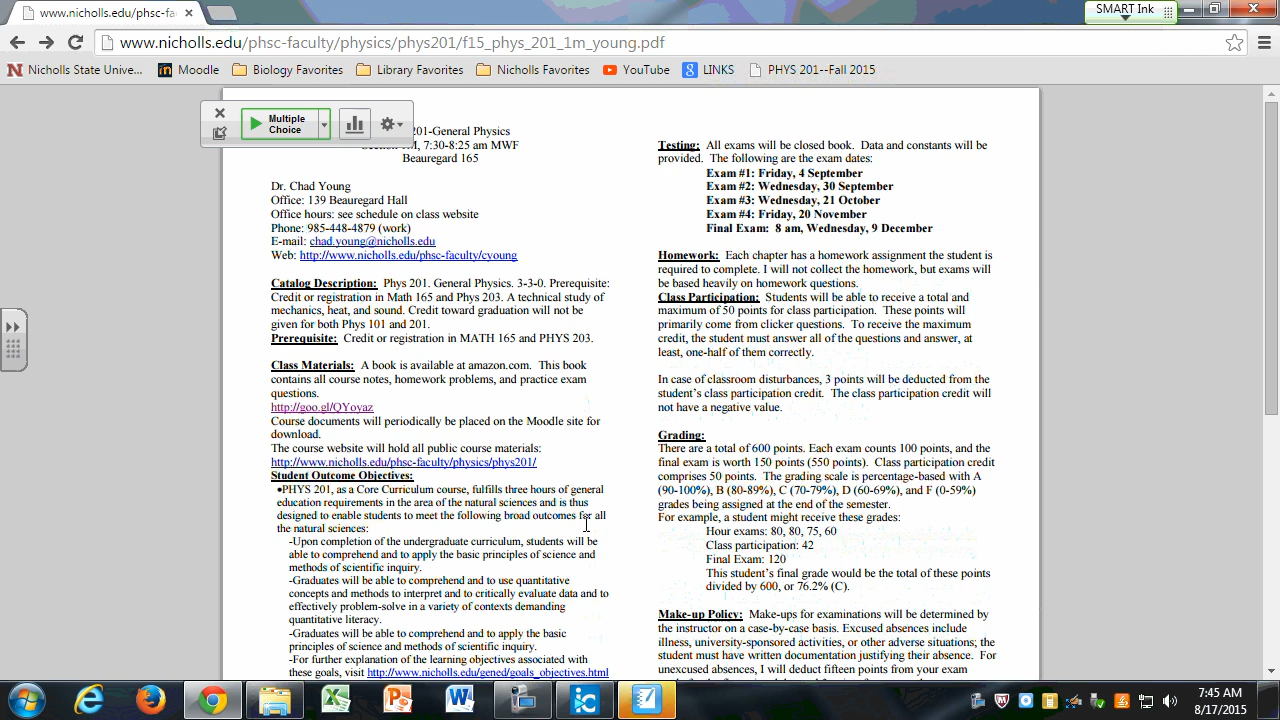 www.nicholls.edu/phsc-fa
SMART Ink
www.nicholls.edu/phsc-faculty/physics/phys201/f15_phys_201_1m_young.pdf
Nicholls State Unive...
Moodle
Biology Favorites
Library Favorites
Nicholls Favorites
YouTube
LINKS
PHYS 201--Fall 2015
Multiple
Choice
201-General Physics
M, 7:30-8:25 am MWF
Beauregard 165
Dr. Chad Young
Office: 139 Beauregard Hall
Office hours: see schedule on class website
Phone: 985-448-4879 (work)
E-mail: chad.young@nicholls.edu
Web: http://www.nicholls.edu/phsc-faculty/cyoung
Catalog Description: Phys 201. General Physics. 3-3-0. Prerequisite:
Credit or registration in Math 165 and Phys 203. A technical study of
mechanics, heat, and sound. Credit toward graduation will not be
given for both Phys 101 and 201.
Prerequisite: Credit or registration in MATH 165 and PHYS 203.
Class Materials: A book is available at amazon.com. This book
contains all course notes, homework problems, and practice exam
questions.
http://goo.gl/QYoyaz
Course documents will periodically be placed on the Moodle site for
download.
The course website will hold all public course materials:
http://www.nicholls.edu/phsc-faculty/physics/phys201/
Student Outcome Objectives:
•PHYS 201, as a Core Curriculum course, fulfills three hours of general
education requirements in the area of the natural sciences and is thus
designed to enable students to meet the following broad outcomes for all
the natural sciences:
-Upon completion of the undergraduate curriculum, students will be
able to comprehend and to apply the basic principles of science and
methods of scientific inquiry.
-Graduates will be able to comprehend and to use quantitative
concepts and methods to interpret and to critically evaluate data and to
effectively problem-solve in a variety of contexts demanding
quantitative literacy.
-Graduates will be able to comprehend and to apply the basic
principles of science and methods of scientific inquiry.
-For further explanation of the learning objectives associated with
these goals, visit http://www.nicholls.edu/gened/goals_objectives.html
Testing: All exams will be closed book. Data and constants will be
provided. The following are the exam dates:
Exam #1: Friday, 4 September
Exam #2: Wednesday, 30 September
Exam #3: Wednesday, 21 October
Exam #4: Friday, 20 November
Final Exam: 8 am, Wednesday, 9 December
Homework: Each chapter has a homework assignment the student is
required to complete. I will not collect the homework, but exams will
be based heavily on homework questions.
Class Participation: Students will be able to receive a total and
maximum of 50 points for class participation. These points will
primarily come from clicker questions. To receive the maximum
credit, the student must answer all of the questions and answer, at
least, one-half of them correctly.
In case of classroom disturbances, 3 points will be deducted from the
student's class participation credit. The class participation credit will
not have a negative value.
Grading:
There are a total of 600 points. Each exam counts 100 points, and the
final exam is worth 150 points (550 points). Class participation credit
comprises 50 points. The grading scale is percentage-based with A
(90-100%), B (80-89%), C (70-79%), D (60-69%), and F (0-59%)
grades being assigned at the end of the semester.
For example, a student might receive these grades:
Hour exams: 80, 80, 75, 60
Class participation: 42
Final Exam: 120
This student's final grade would be the total of these points
divided by 600, or 76.2% (C).
Make-up Policy: Make-ups for examinations will be determined by
the instructor on a case-by-case basis. Excused absences include
illness, university-sponsored activities, or other adverse situations; the
student must have written documentation justifying their absence. For
unexcused absences, I will deduct fifteen points from your exam
7:45 AM
8/17/2015